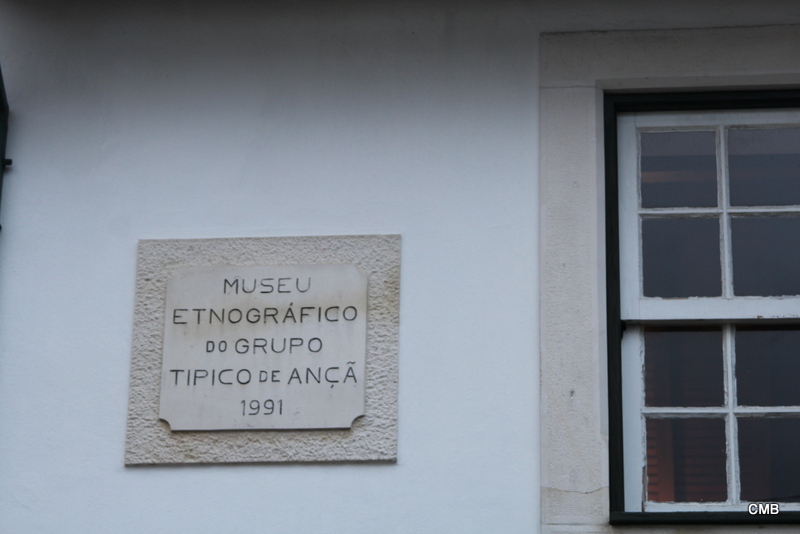 MUSEU
ETNOGRÁFICO
DO GRUPO
TIPICO DE ANÇÃ
1991
CMB